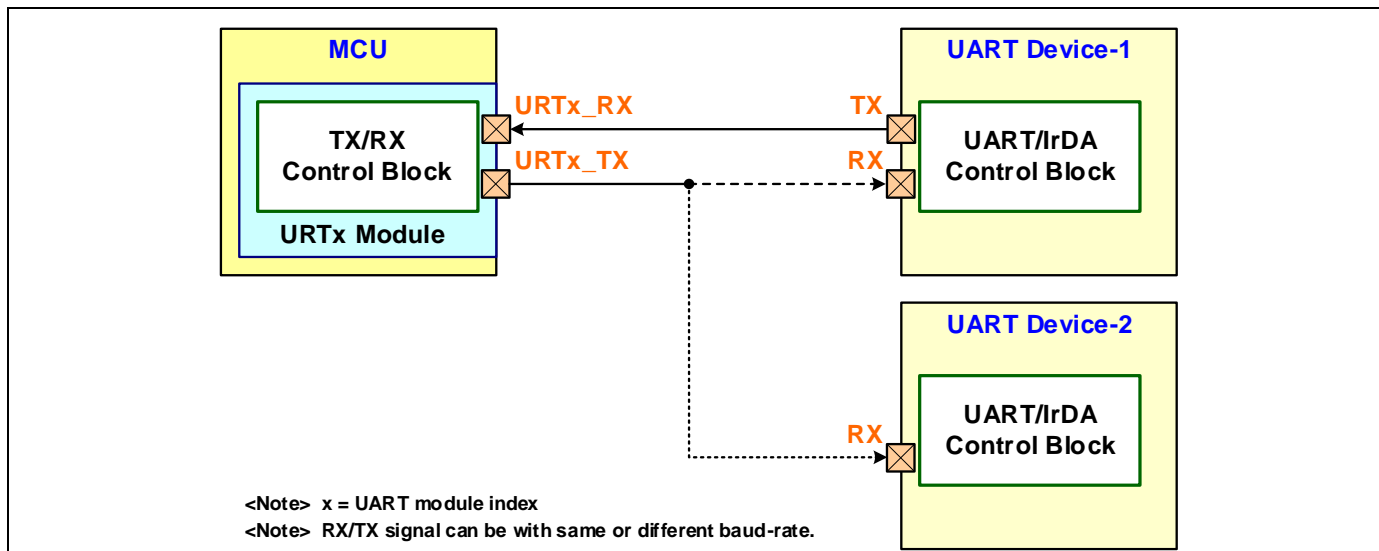 MCU
UART Device-1
URTx_RX
TX
TX/RX
Control Block
UART/IrDA
Control Block
URTx_TX
RX
URTx Module
UART Device-2
UART/IrDA
Control Block
RX
<Note> x = UART module index
<Note> RX/TX signal can be with same or different baud-rate.